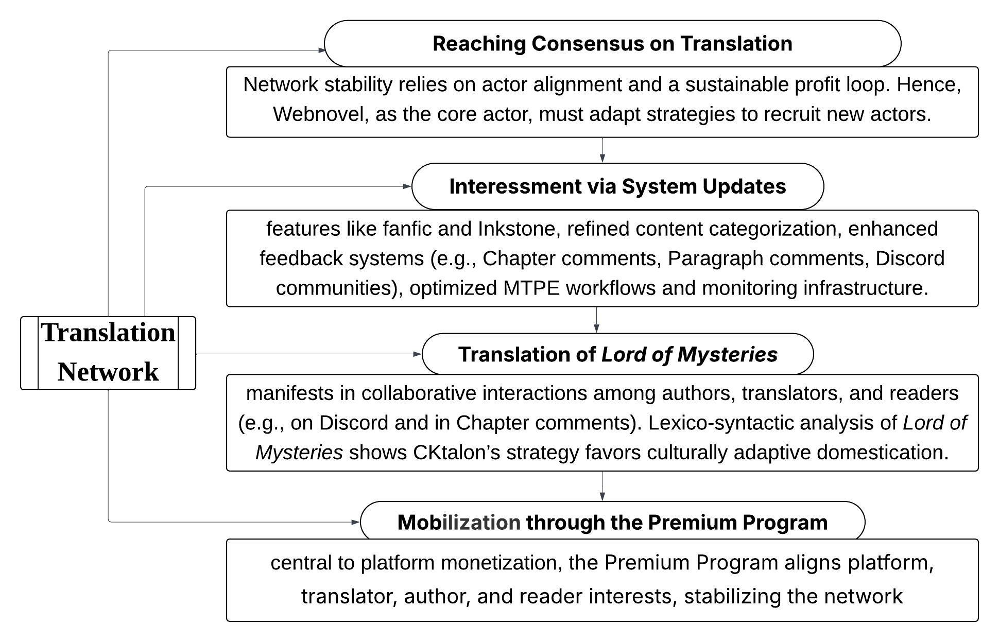 Reaching Consensus on Translation
Network stability relies on actor alignment and a sustainable profit loop. Hence,
Webnovel, as the core actor, must adapt strategies to recruit new actors.
Interessment via System Updates
features like fanfic and Inkstone, refined content categorization, enhanced
feedback systems (e.g., Chapter comments, Paragraph comments, Discord
communities), optimized MTPE workflows and monitoring infrastructure.
Translation
Network
Translation of Lord of Mysteries
manifests in collaborative interactions among authors, translators, and readers
(e.g., on Discord and in Chapter comments). Lexico-syntactic analysis of Lord of
Mysteries shows CKtalon’s strategy favors culturally adaptive domestication.
Mobilization through the Premium Program
central to platform monetization, the Premium Program aligns platform,
translator, author, and reader interests, stabilizing the network